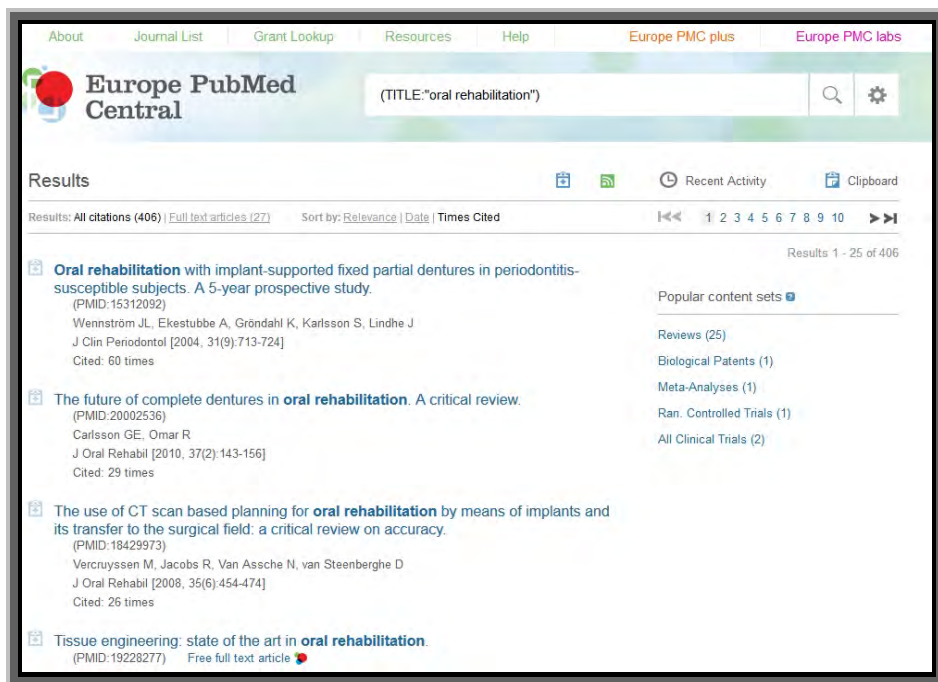 About Journal List Grant Lookup Resources Help Europe PMC plus Europe PMC labs
Europe PubMed
Central
(TITLE:"oral rehabilitation")
Results Recent Activity Clipboard
Results: All citations (406) | Full text articles (27) Sort by: Relevance | Date | Times Cited 1 2 3 4 5 6 7 8 9 10
Results 1 - 25 of 406
Oral rehabilitation with implant-supported fixed partial dentures in periodontitis-
susceptible subjects. A 5-year prospective study.
(PMID:15312092)
Wennström JL, Ekestubbe A, Gröndahl K, Karlsson S, Lindhe J
J Clin Periodontol [2004, 31(9):713-724]
Cited: 60 times
The future of complete dentures in oral rehabilitation. A critical review.
(PMID:20002536)
Carlsson GE, Omar R
J Oral Rehabil [2010, 37(2):143-156]
Cited: 29 times
The use of CT scan based planning for oral rehabilitation by means of implants and
its transfer to the surgical field: a critical review on accuracy.
(PMID:18429973)
Vercruyssen M, Jacobs R, Van Assche N, van Steenberghe D
J Oral Rehabil [2008, 35(6):454-474]
Cited: 26 times
Tissue engineering: state of the art in oral rehabilitation.
(PMID:19228277) Free full text article
Popular content sets ?
Reviews (25)
Biological Patents (1)
Meta-Analyses (1)
Ran. Controlled Trials (1)
All Clinical Trials (2)